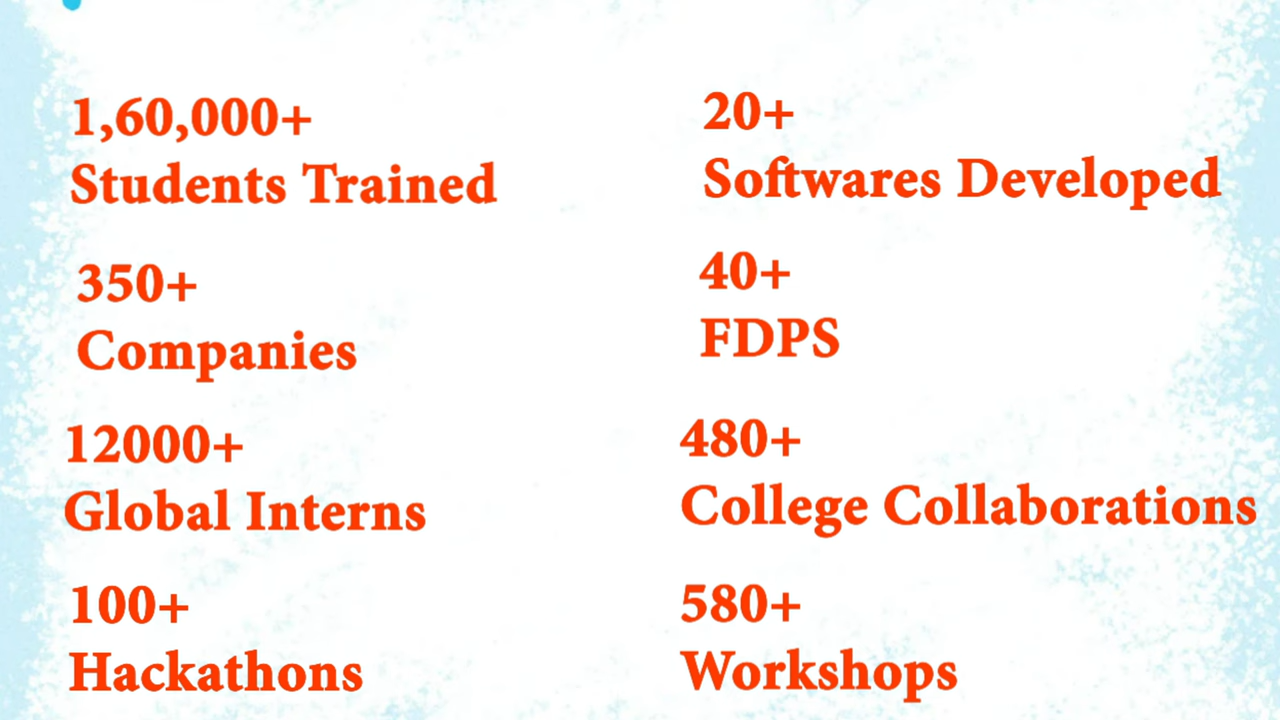 1,60,000+
Students Trained
350+
Companies
12000+
Global Interns
100+
Hackathons
20+
Softwares Developed
40+
FDPS
480+
College Collaborations
580+
Workshops